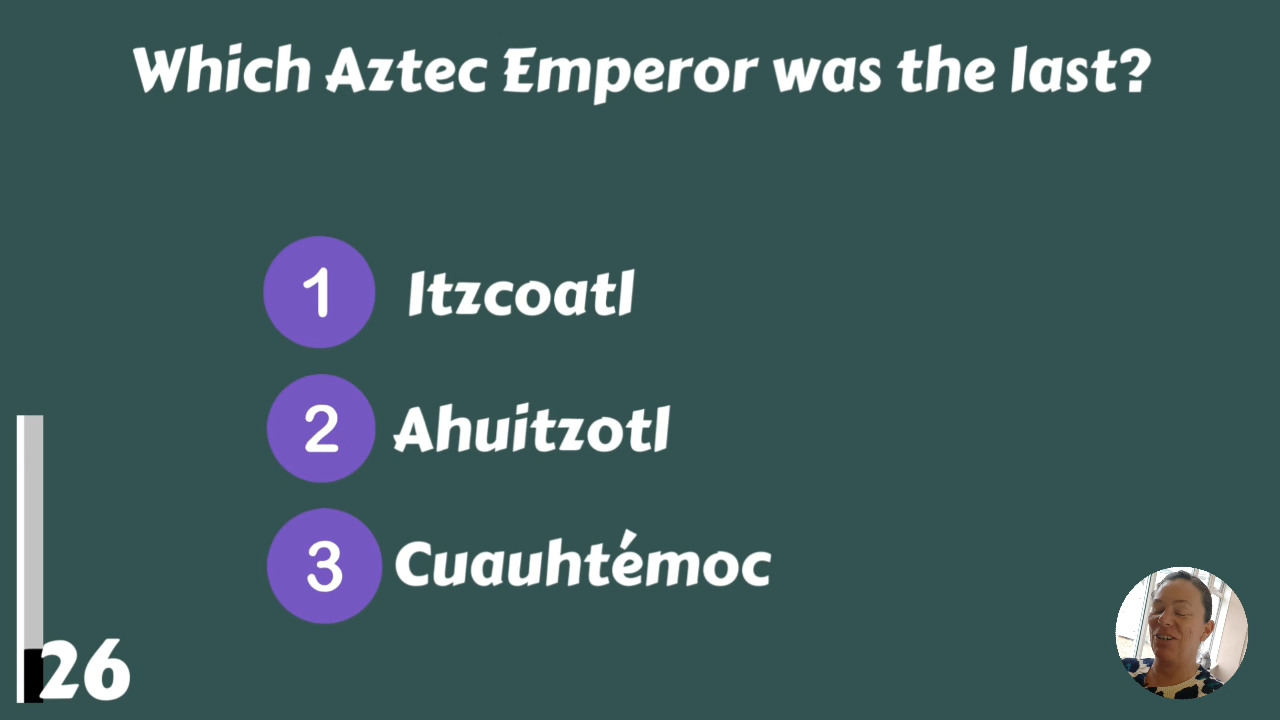 Which Aztec Emperor was the last?
1 Itzcoatl
2 Ahuitzotl
3 Cuauhtémoc
26